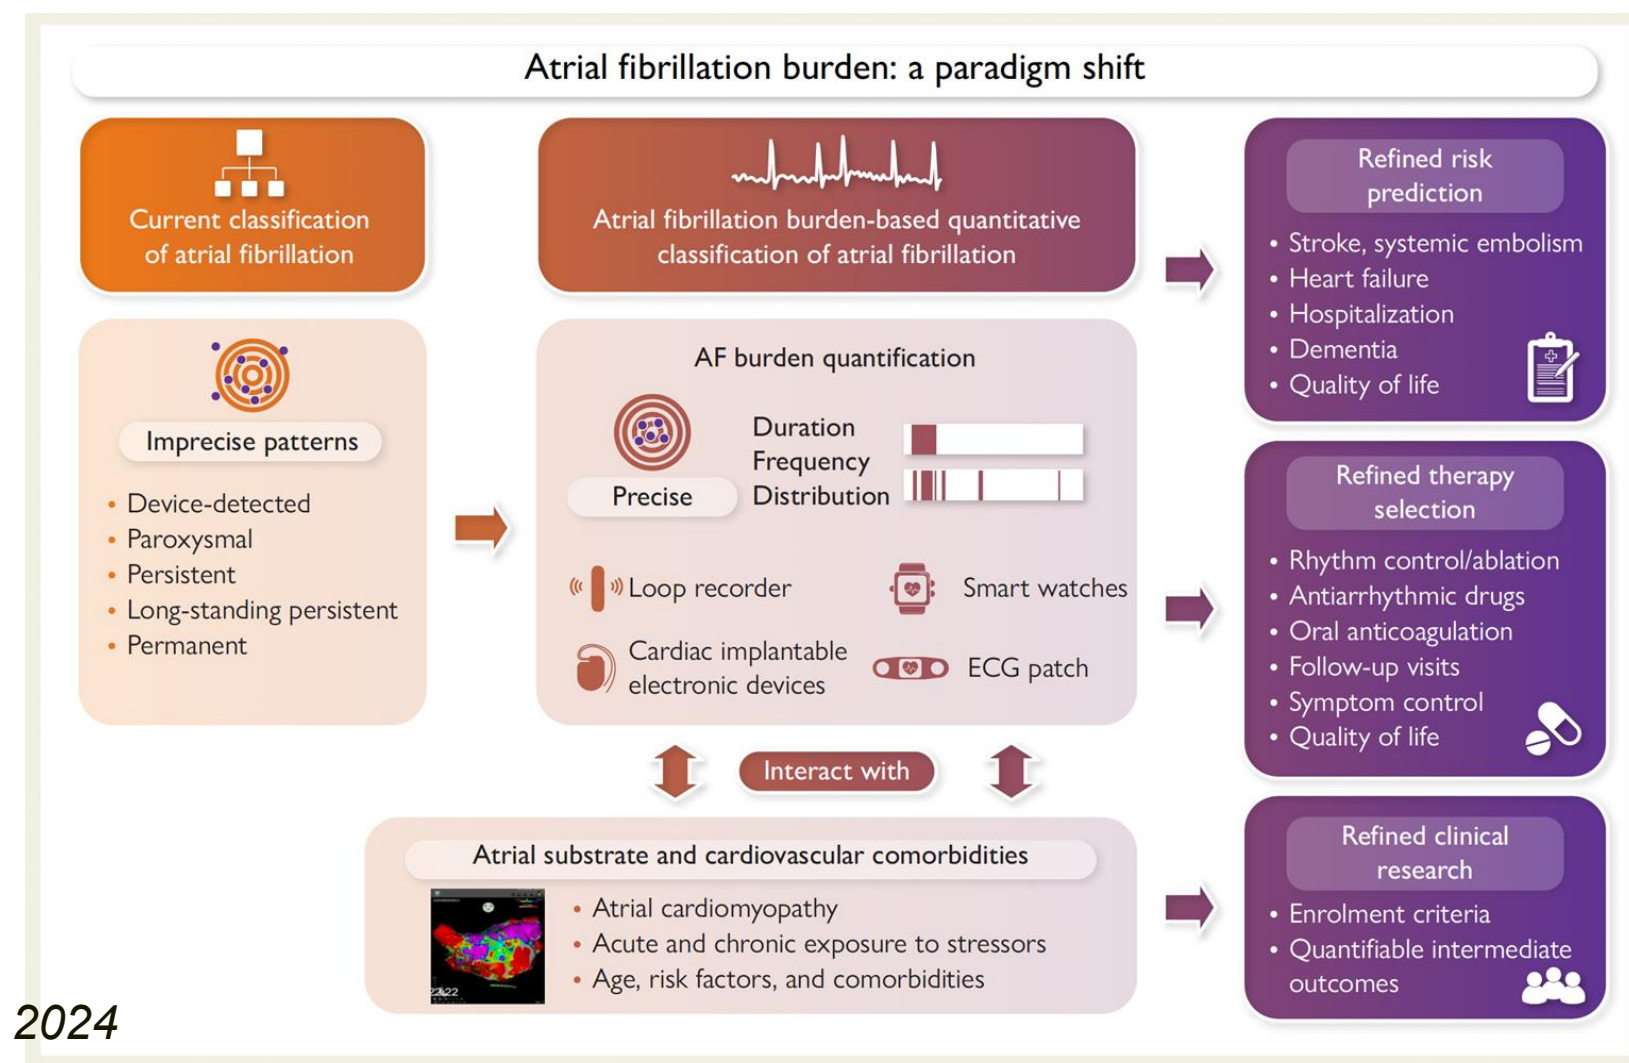 Atrial fibrillation burden: a paradigm shift
Current classification
of atrial fibrillation
Imprecise patterns
• Device-detected
• Paroxysmal
• Persistent
• Long-standing persistent
• Permanent
Atrial fibrillation burden-based quantitative
classification of atrial fibrillation
AF burden quantification
Precise
Duration
Frequency
Distribution
Loop recorder
Smart watches
Cardiac implantable
electronic devices
ECG patch
Interact with
Atrial substrate and cardiovascular comorbidities
• Atrial cardiomyopathy
• Acute and chronic exposure to stressors
• Age, risk factors, and comorbidities
Refined risk
prediction
• Stroke, systemic embolism
• Heart failure
• Hospitalization
• Dementia
• Quality of life
Refined therapy
selection
• Rhythm control/ablation
• Antiarrhythmic drugs
• Oral anticoagulation
• Follow-up visits
• Symptom control
• Quality of life
Refined clinical
research
• Enrolment criteria
• Quantifiable intermediate
outcomes
2024